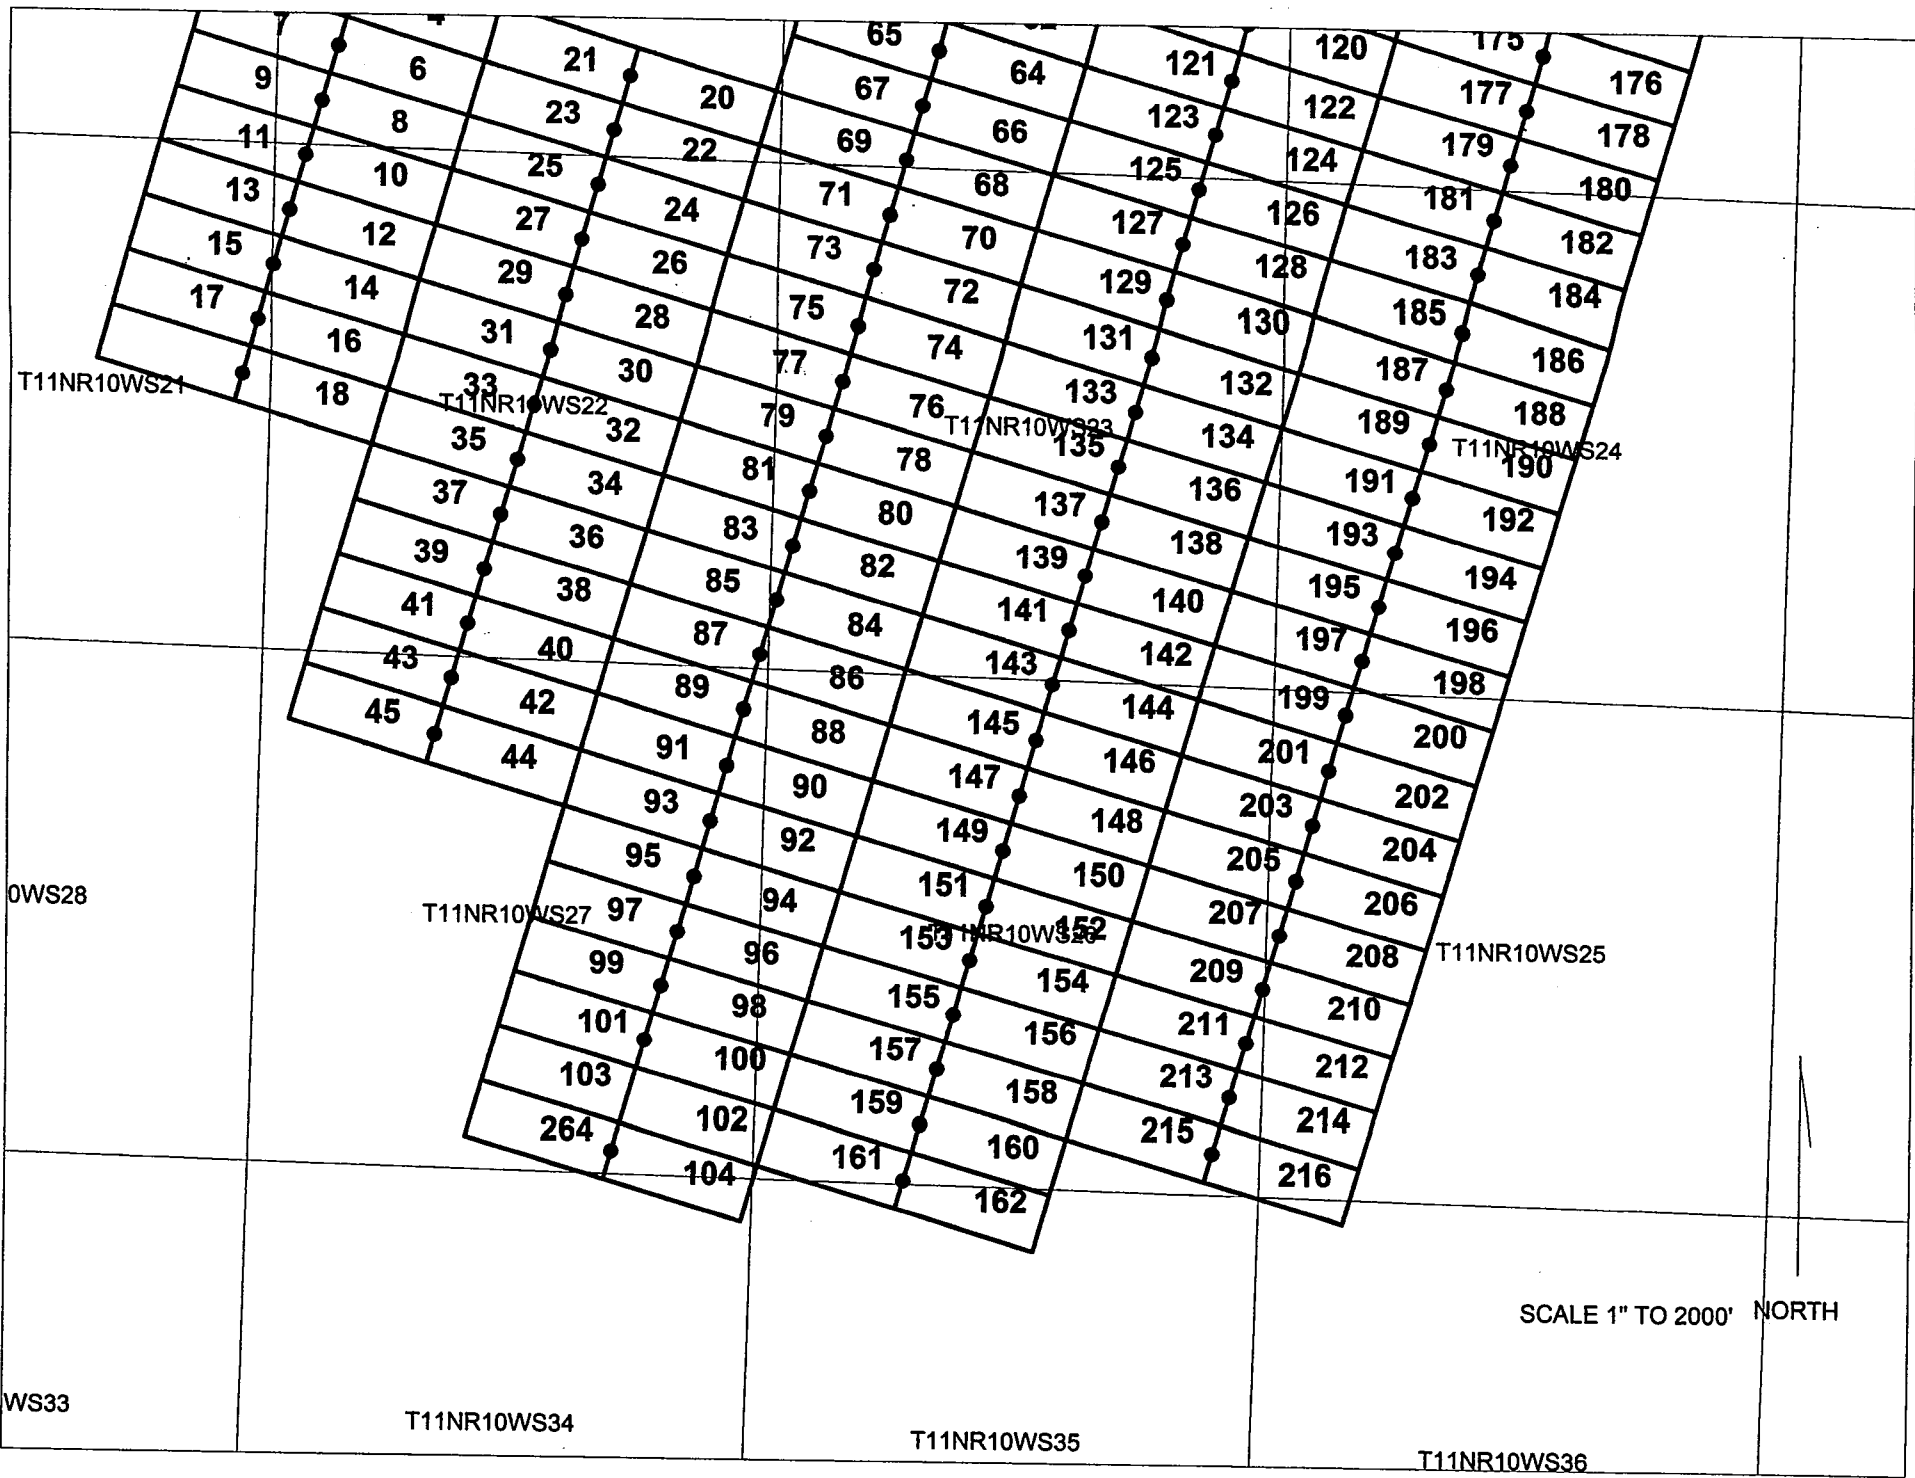 7 4 65 62 120 175
9 6 21 20 67 64 121 122 177 176
11 8 23 22 69 66 123 124 179 178
13 10 25 24 71 68 125 126 181 180
15 12 27 26 73 70 127 128 183 182
17 14 29 28 75 72 129 130 185 184
16 31 30 77 74 131 132 187 186
T11NR10WS21 18 33 T11NR10WS22 32 79 76 T11NR10WS23 133 134 189 188 T11NR10WS24
35 34 81 78 135 136 191 190
37 36 83 80 137 138 193 192
39 38 85 82 139 140 195 194
41 40 87 84 141 142 197 196
43 42 89 86 143 144 199 198
45 44 91 88 145 146 201 200
93 90 147 148 203 202
95 92 149 150 205 204
0WS28 T11NR10WS27 97 94 151 152 207 206
99 96 153 T11NR10WS26 154 209 208 T11NR10WS25
101 98 155 156 211 210
103 100 157 158 213 212
264 102 159 160 215 214
104 161 162 216
SCALE 1" TO 2000' NORTH
WS33 T11NR10WS34 T11NR10WS35 T11NR10WS36